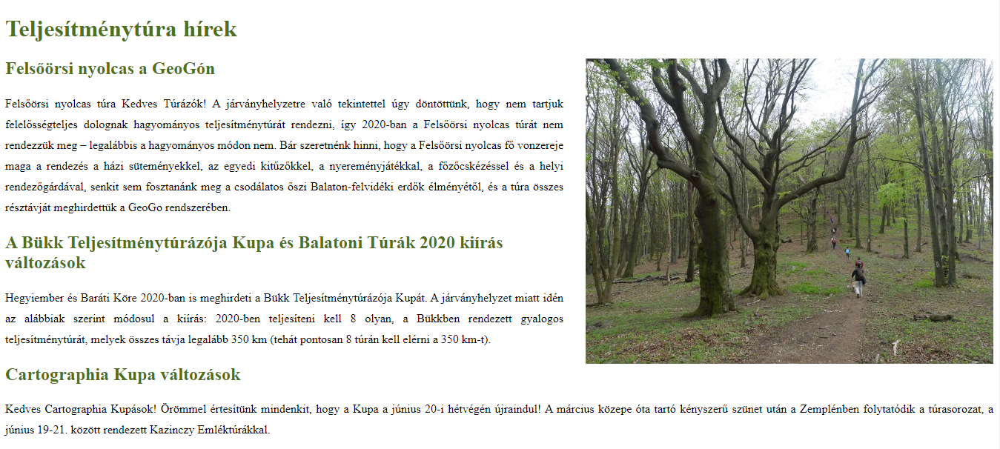 Teljesítménytúra hírek
Felsőörsi nyolcas a GeoGón
Felsőörsi nyolcas túra Kedves Túrázók! A járványhelyzetre való tekintettel úgy döntöttünk, hogy nem tartjuk
felelősségteljes dolognak hagyományos teljesítménytúrát rendezni, így 2020-ban a Felsőörsi nyolcas túrát nem
rendezzük meg – legalábbis a hagyományos módon nem. Bár szeretnénk hinni, hogy a Felsőörsi nyolcas fő vonzereje
maga a rendezés a házi süteményekkel, az egyedi kitűzőkkel, a nyereményjátékkal, a főzőcskézéssel és a helyi
rendezőgárdával, senkit sem fosztanánk meg a csodálatos őszi Balaton-felvidéki erdők élményétől, és a túra összes
résztávját meghirdettük a GeoGo rendszerében.
A Bükk Teljesítménytúrázója Kupa és Balatoni Túrák 2020 kiírás
változások
Hegyiember és Baráti Köre 2020-ban is meghirdeti a Bükk Teljesítménytúrázója Kupát. A járványhelyzet miatt idén
az alábbiak szerint módosul a kiírás: 2020-ben teljesíteni kell 8 olyan, a Bükkben rendezett gyalogos
teljesítménytúrát, melyek összes távja legalább 350 km (tehát pontosan 8 túrán kell elérni a 350 km-t).
Cartographia Kupa változások
Kedves Cartographia Kupások! Örömmel értesítünk mindenkit, hogy a Kupa a június 20-i hétvégén újraindul! A március közepe óta tartó kényszerű szünet után a Zemplénben folytatódik a túrasorozat, a
június 19-21. között rendezett Kazinczy Emléktúrákkal.